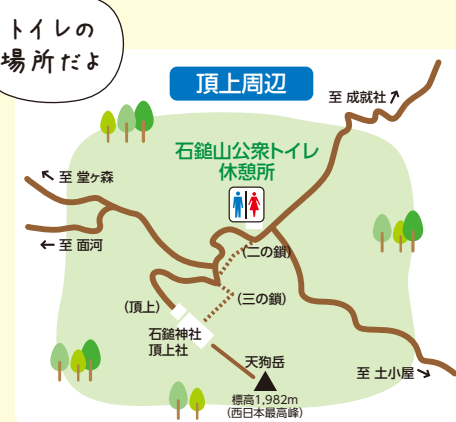 トイレの
場所だよ
頂上周辺
至 成就社↗
石鎚山公衆トイレ
休憩所
↖至 堂ヶ森
←至 面河
(二の鎖)
(三の鎖)
(頂上)
石鎚神社
頂上社
天狗岳
至 土小屋→
標高1,982m
(西日本最高峰)